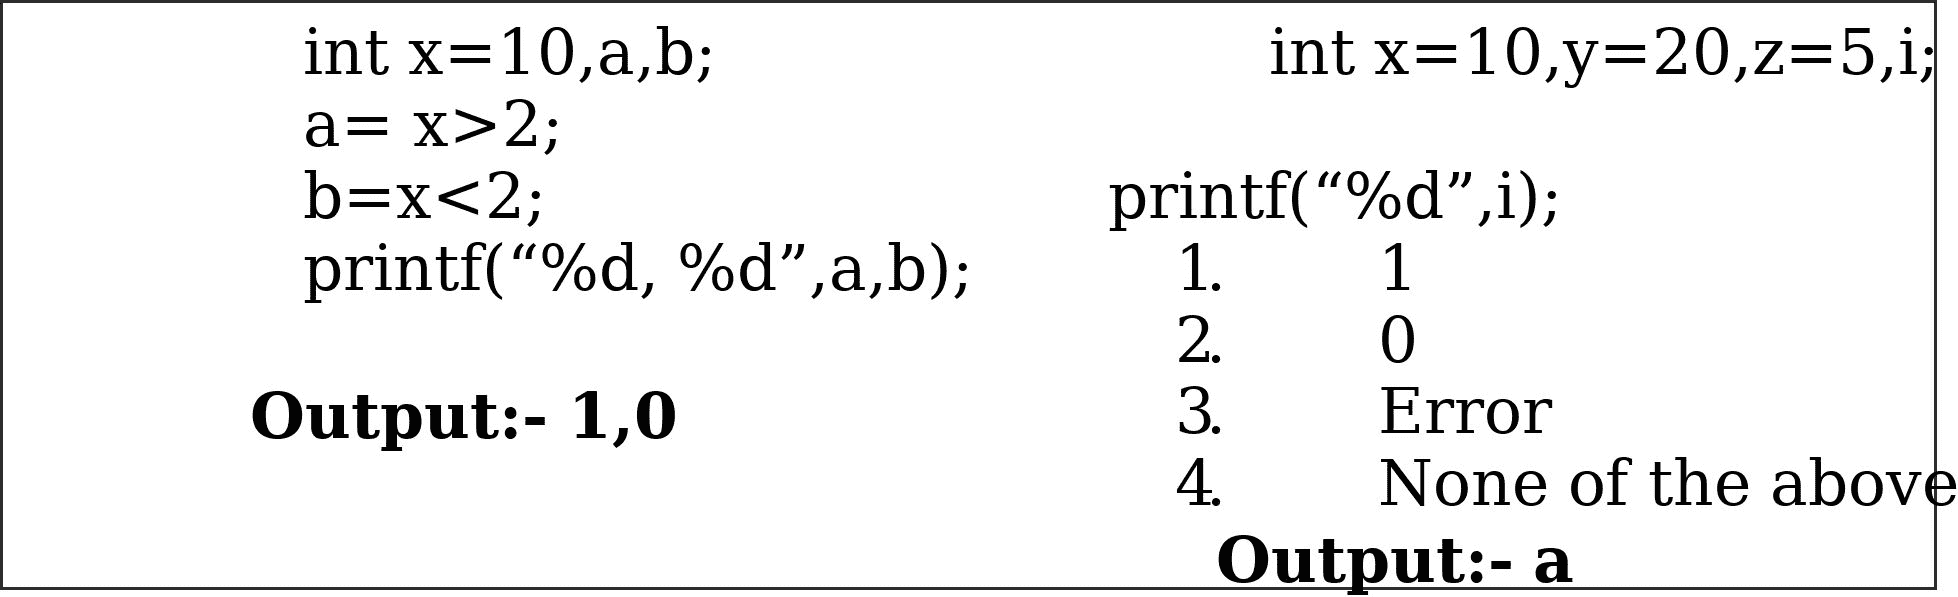 int x=10,a,b;
a= x>2;
b=x<2;
printf(“%d, %d”,a,b);
Output:- 1,0
int x=10,y=20,z=5,i;
printf(“%d”,i);
1. 1
2. 0
3. Error
4. None of the above
Output:- a